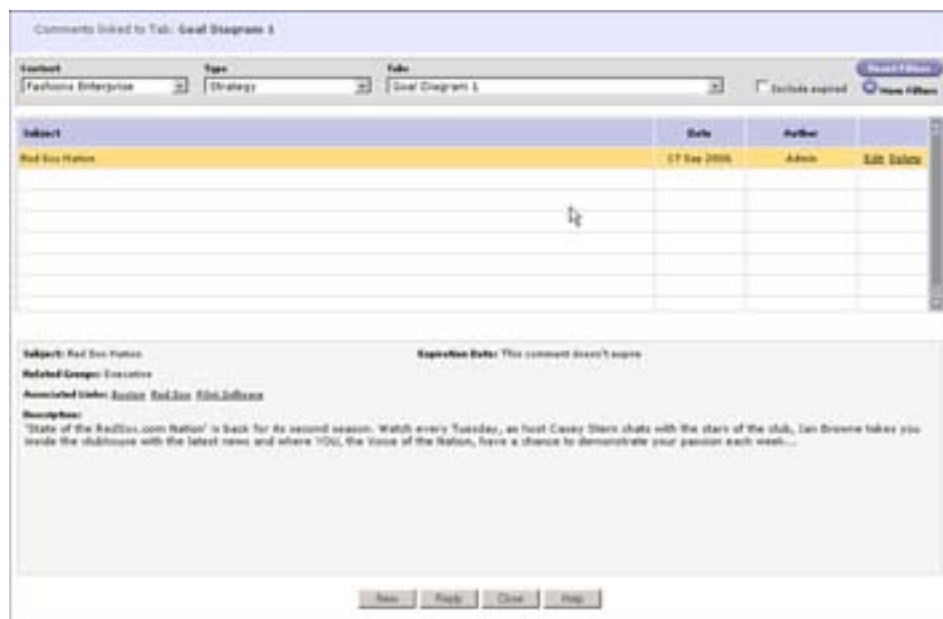 Comments linked to Tab: Goal Diagram 1
Context Type Tabs
Fashions Enterprise Strategy Goal Diagram 1 Include expired
Reset Filters
More Filters
Subject Date Author
Red Sox Nation 17 Sep 2006 Admin Edit Delete
Subject: Red Sox Nation Expiration Date: This comment doesn't expire
Related Groups: Executive
Associated Links: Boston Red Sox Pilot Software
Description:
'State of the RedSox.com Nation' is back for its second season. Watch every Tuesday, as host Casey Stern chats with the stars of the club, Ian Browne takes you
inside the clubhouse with the latest news and where YOU, the Voice of the Nation, have a chance to demonstrate your passion each week...
New Reply Close Help